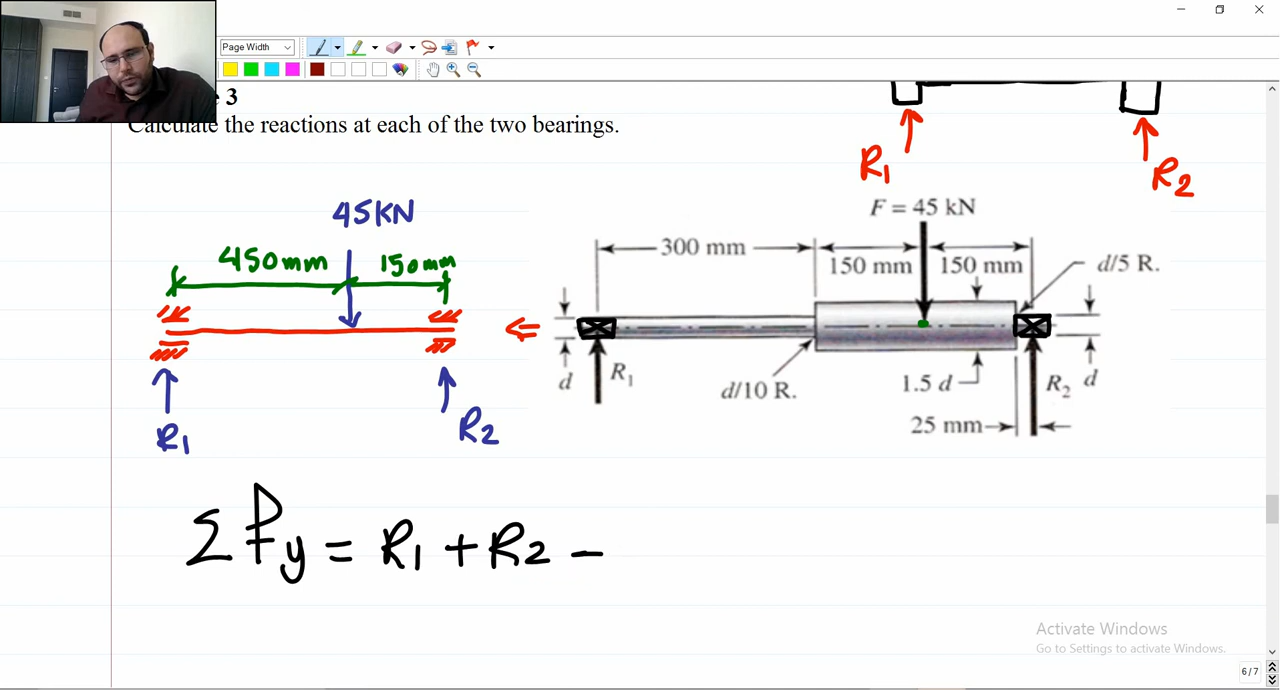 Page Width
e 3
Calculate the reactions at each of the two bearings.
R1
R2
45KN
450mm
150mm
R1
R2
F = 45 kN
300 mm
150 mm
150 mm
d/5 R.
d
R1
d/10 R.
1.5 d
R2
d
25 mm
ΣFy = R1 + R2 −
Activate Windows
Go to Settings to activate Windows.
6/7